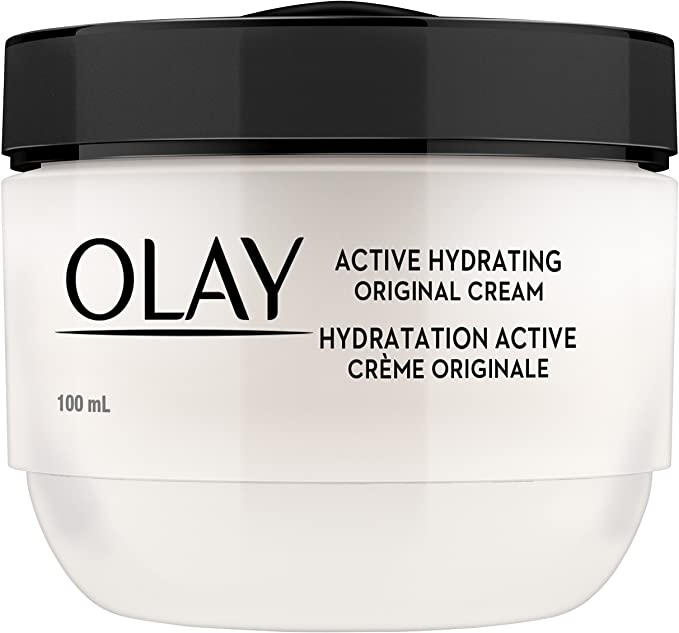 OLAY
ACTIVE HYDRATING
ORIGINAL CREAM
HYDRATATION ACTIVE
CRÈME ORIGINALE
100 mL